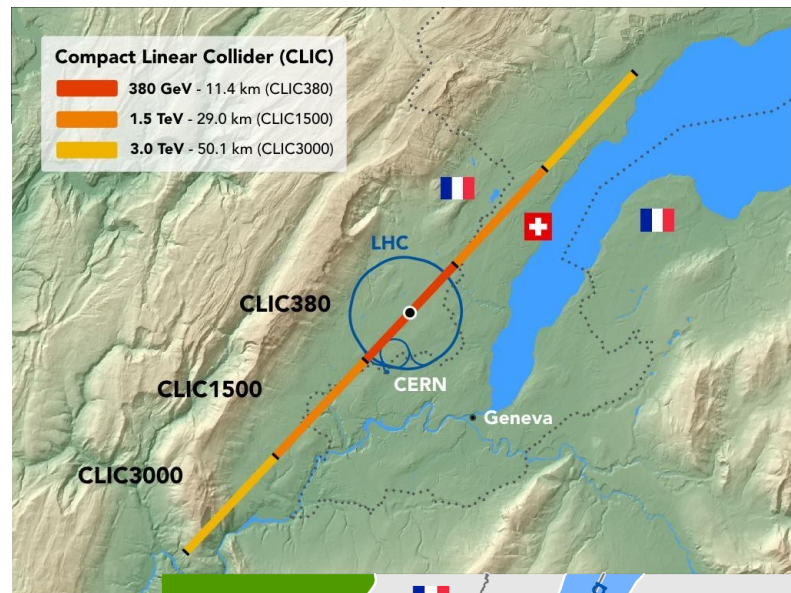 Compact Linear Collider (CLIC)
380 GeV - 11.4 km (CLIC380)
1.5 TeV - 29.0 km (CLIC1500)
3.0 TeV - 50.1 km (CLIC3000)
LHC
CLIC380
CLIC1500
CERN
Geneva
CLIC3000